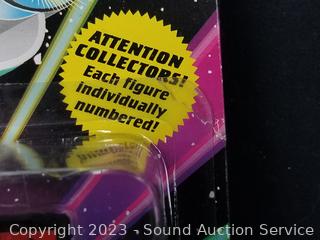 ATTENTION
COLLECTORS!
Each figure
individually
numbered!
Copyright 2023 - Sound Auction Service